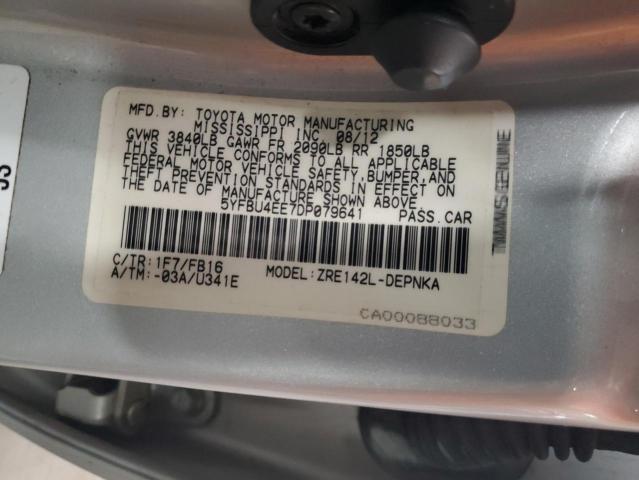 MFD.BY: TOYOTA MOTOR MANUFACTURING
MISSISSIPPI INC. 08/12
GVWR 3840LB GAWR FR 2090LB RR 1850LB
THIS VEHICLE CONFORMS TO ALL APPLICABLE
FEDERAL MOTOR VEHICLE SAFETY,BUMPER,AND
THEFT PREVENTION STANDARDS IN EFFECT ON
THE DATE OF MANUFACTURE SHOWN ABOVE.
5YFBU4EE7DP079641 PASS.CAR
C/TR:1F7/FB16 MODEL:ZRE142L-DEPNKA
A/TM:-03A/U341E
CA00088033